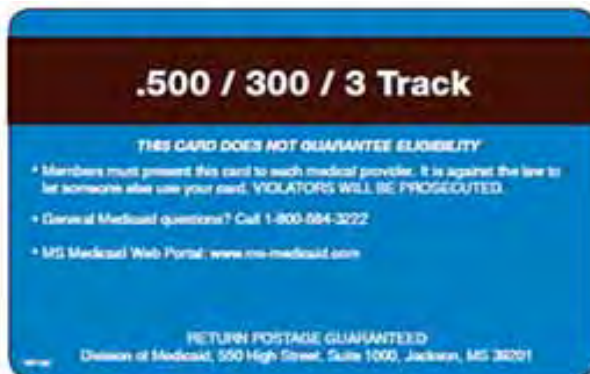 .500 / 300 / 3 Track
THIS CARD DOES NOT GUARANTEE ELIGIBILITY
• Members must present this card to each medical provider. It is against the law to
let someone else use your card. VIOLATORS WILL BE PROSECUTED.
• General Medicaid questions? Call 1-800-884-3222
• MS Medicaid Web Portal: www.ms-medicaid.com
RETURN POSTAGE GUARANTEED
Division of Medicaid, 550 High Street, Suite 1000, Jackson, MS 39201